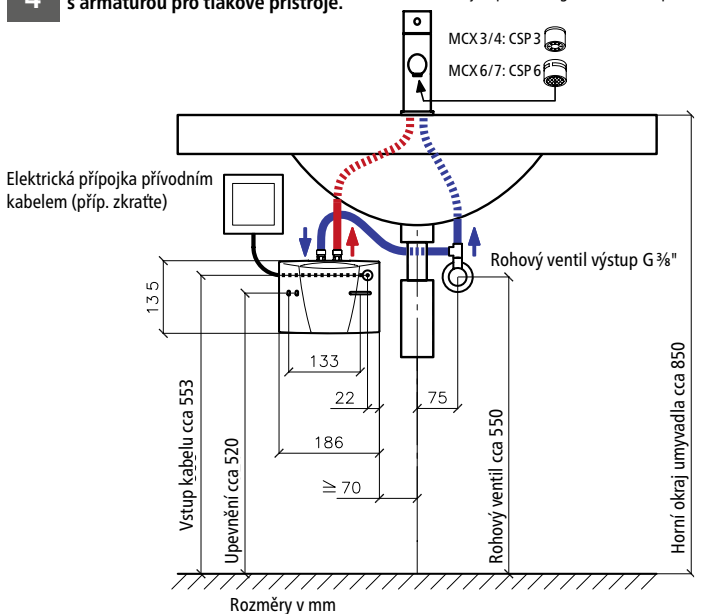 4
s armaturou pro tlakové přístroje.
MCX 3/4: CSP 3
MCX 6/7: CSP 6
Elektrická přípojka přívodním
kabelem (příp. zkraťte)
Rohový ventil výstup G ⅜"
135
133
22
75
186
≥ 70
Vstup kabelu cca 553
Upevnění cca 520
Rohový ventil cca 550
Horní okraj umyvadla cca 850
Rozměry v mm